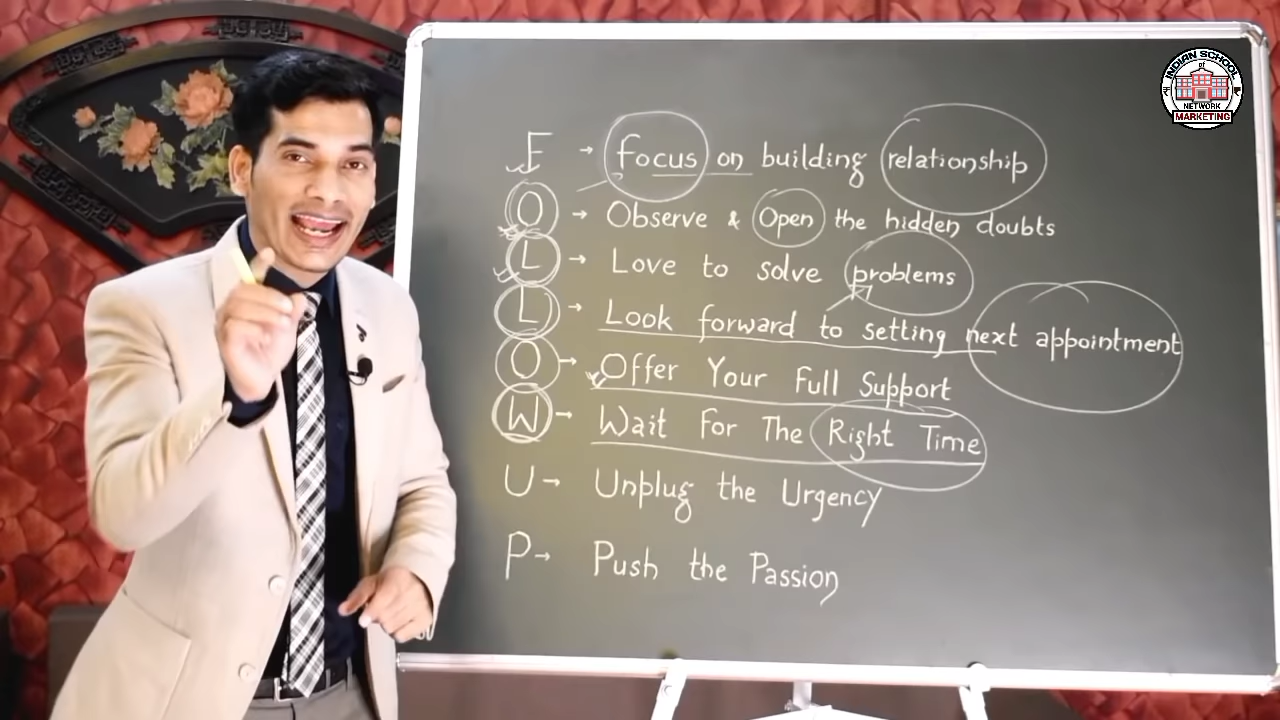 F → focus on building relationship
O → Observe & Open the hidden doubts
L → Love to solve problems
L → Look forward to setting next appointment
O → Offer Your Full Support
W → Wait For The Right Time
U → Unplug the Urgency
P → Push the Passion
INDIAN SCHOOL
of
NETWORK
MARKETING